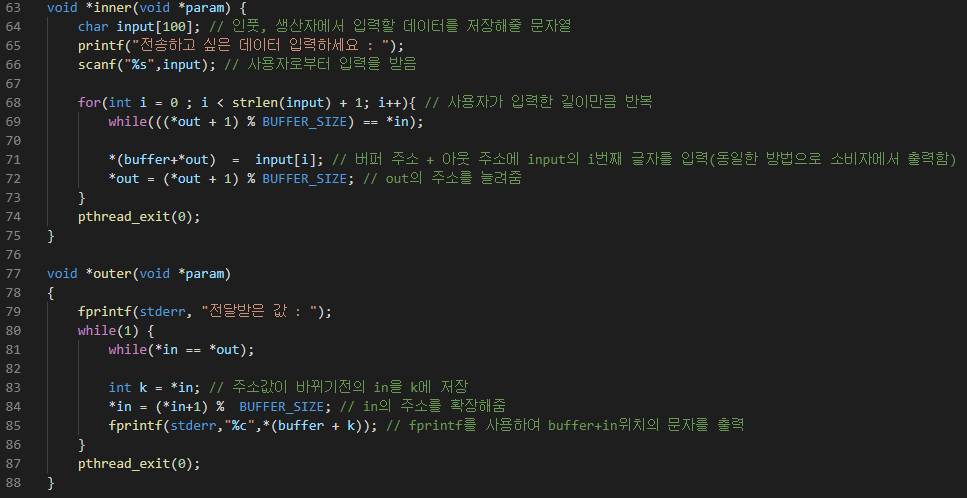 63 void *inner(void *param) {
64 char input[100]; // 인풋, 생산자에서 입력할 데이터를 저장해줄 문자열
65 printf("전송하고 싶은 데이터 입력하세요 : ");
66 scanf("%s",input); // 사용자로부터 입력을 받음
67
68 for(int i = 0 ; i < strlen(input) + 1; i++){ // 사용자가 입력한 길이만큼 반복
69 while(((*out + 1) % BUFFER_SIZE) == *in);
70
71 *(buffer+*out)  =  input[i]; // 버퍼 주소 + 아웃 주소에 input의 i번째 글자를 입력(동일한 방법으로 소비자에서 출력함)
72 *out = (*out + 1) % BUFFER_SIZE; // out의 주소를 늘려줌
73 }
74 pthread_exit(0);
75 }
76
77 void *outer(void *param)
78 {
79 fprintf(stderr, "전달받은 값 : ");
80 while(1) {
81 while(*in == *out);
82
83 int k = *in; // 주소값이 바뀌기전의 in을 k에 저장
84 *in = (*in+1) %  BUFFER_SIZE; // in의 주소를 확장해줌
85 fprintf(stderr,"%c",*(buffer + k)); // fprintf를 사용하여 buffer+in위치의 문자를 출력
86 }
87 pthread_exit(0);
88 }